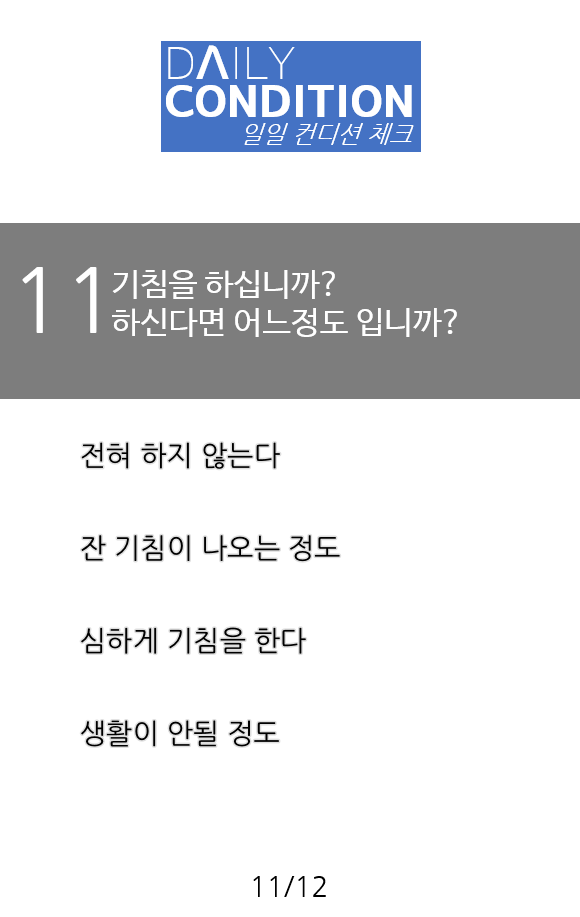 DAILY
CONDITION
일일 컨디션 체크
11 기침을 하십니까?
하신다면 어느정도 입니까?
전혀 하지 않는다
잔 기침이 나오는 정도
심하게 기침을 한다
생활이 안될 정도
11/12